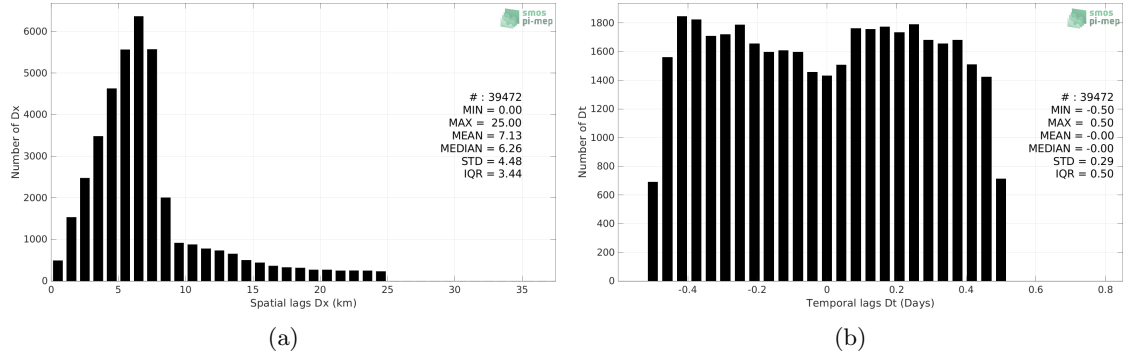 smos
pi-mep
6000
5000
4000
3000
2000
1000
0
Number of Dx
# : 39472
MIN = 0.00
MAX = 25.00
MEAN = 7.13
MEDIAN = 6.26
STD = 4.48
IQR = 3.44
0 5 10 15 20 25 30 35
Spatial lags Dx (km)
(a)
smos
pi-mep
1800
1600
1400
1200
1000
800
600
400
200
0
Number of Dt
# : 39472
MIN = -0.50
MAX = 0.50
MEAN = -0.00
MEDIAN = -0.00
STD = 0.29
IQR = 0.50
-0.4 -0.2 0 0.2 0.4 0.6 0.8
Temporal lags Dt (Days)
(b)